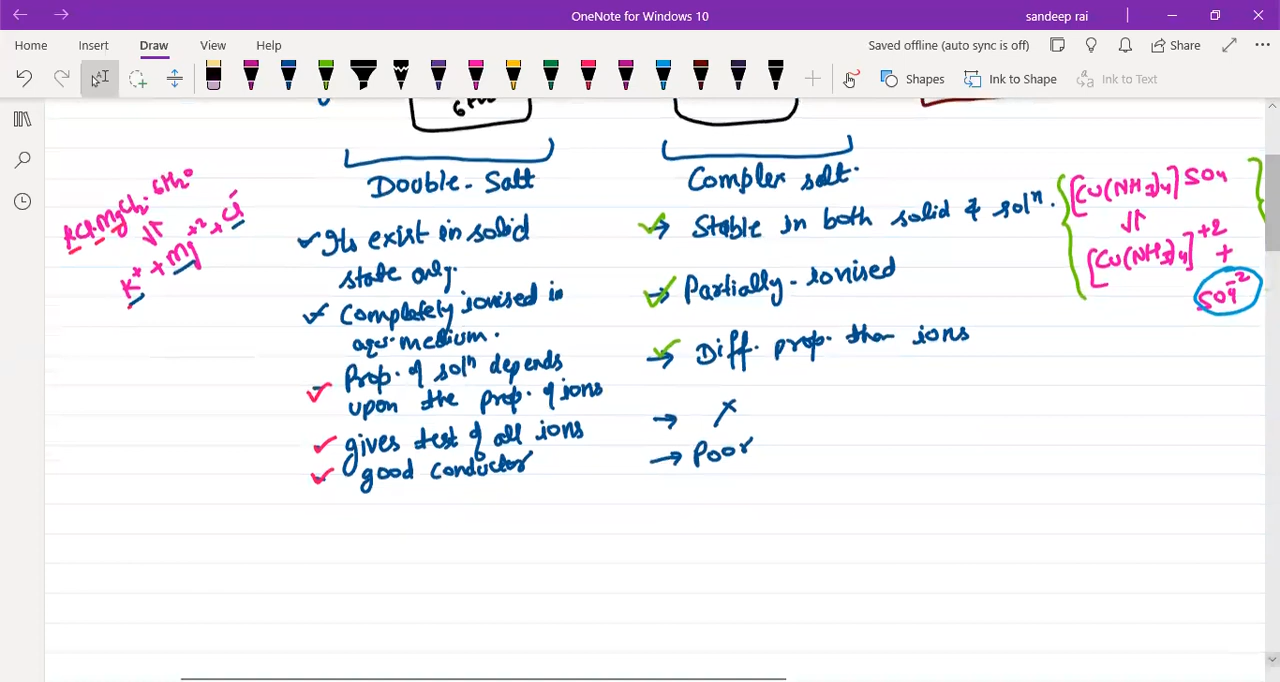 OneNote for Windows 10
sandeep rai
Home Insert Draw View Help
Saved offline (auto sync is off)
Share
Shapes
Ink to Shape
Ink to Text
Double-Salt
Its exist in solid
state only.
Completely ionised in
aqu. medium.
Prop. of solⁿ depends
upon the prop. of ions
gives test of all ions
good conductor
KCl.MgCl₂.6H₂O
⇅
K⁺ + Mg⁺² + Cl⁻
Complex salt.
→ Stable in both solid & solⁿ.
→ Partially-ionised
→ Diff. prop. than ions
→ ✗
→ Poor
[Cu(NH₃)₄]SO₄
⇅
[Cu(NH₃)₄]⁺²
+
SO₄⁻²